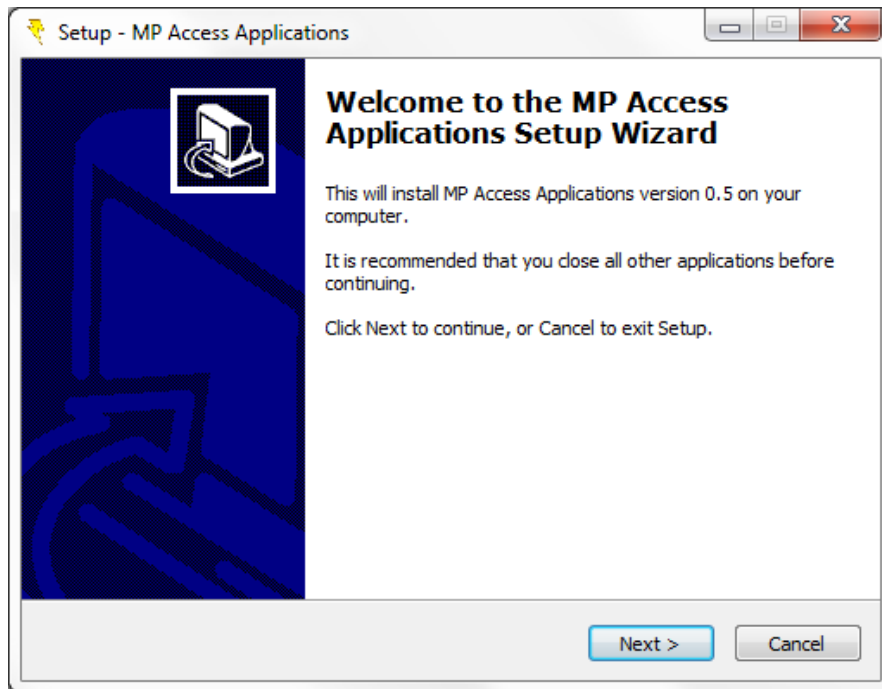 Setup - MP Access Applications
Welcome to the MP Access
Applications Setup Wizard
This will install MP Access Applications version 0.5 on your
computer.
It is recommended that you close all other applications before
continuing.
Click Next to continue, or Cancel to exit Setup.
Next >
Cancel